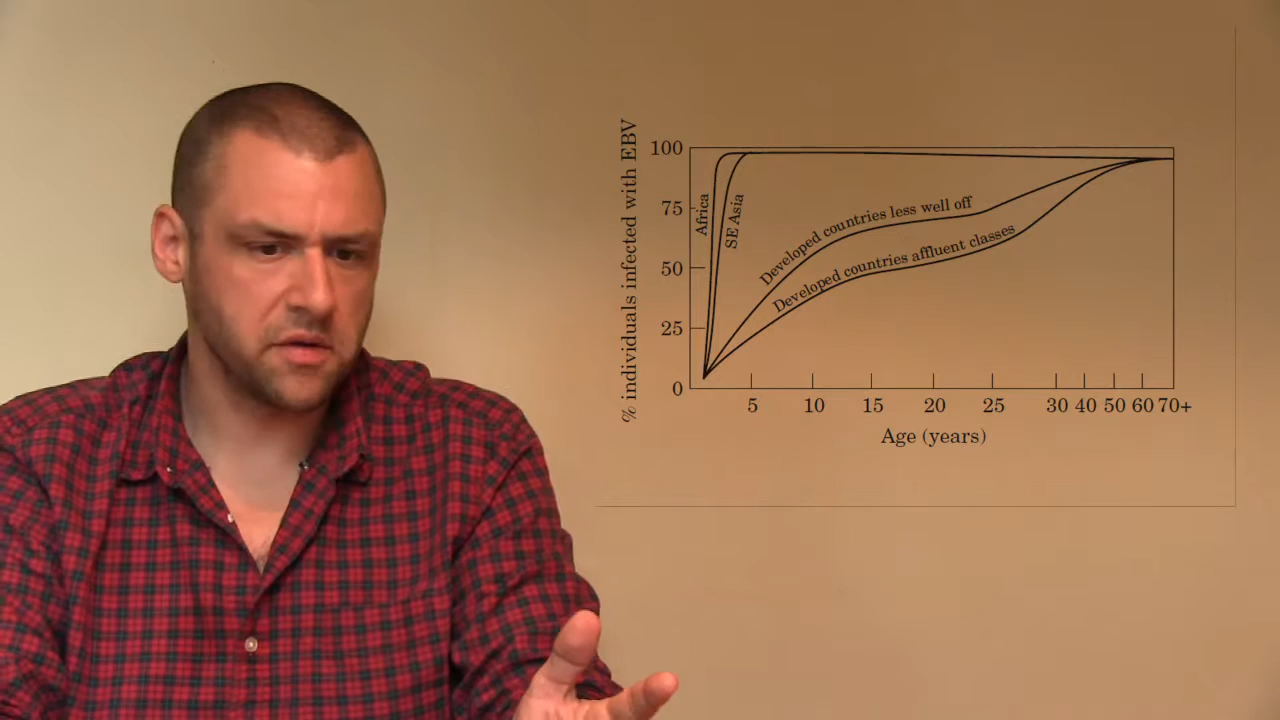 % individuals infected with EBV
100
75
50
25
0
Africa
SE Asia
Developed countries less well off
Developed countries affluent classes
5 10 15 20 25 30 40 50 60 70+
Age (years)